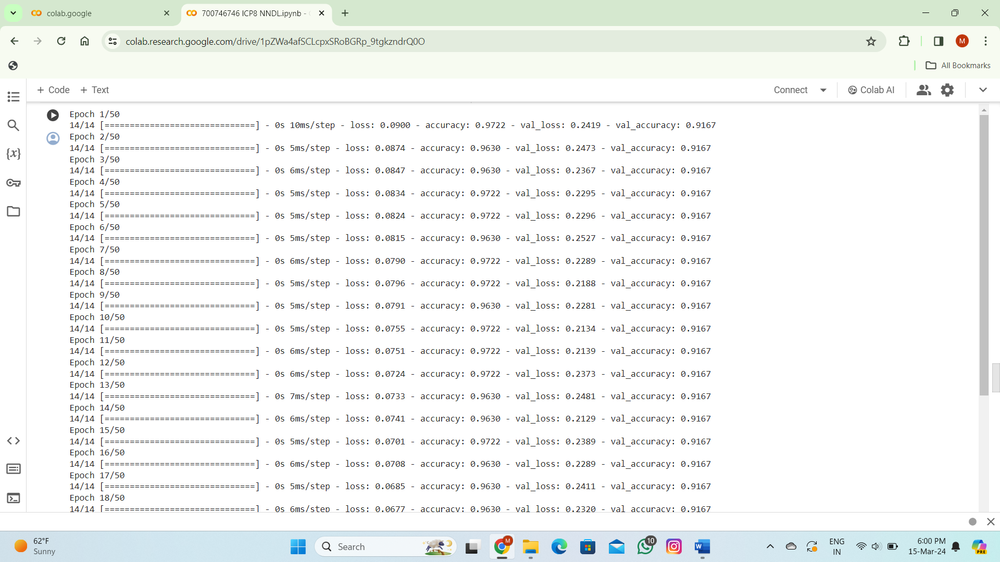 colab.google
700746746 ICP8 NNDL.ipynb -
colab.research.google.com/drive/1pZWa4afSCLcpxSRoBGRp_9tgkzndrQ0O
M
All Bookmarks
+ Code + Text
Connect
Colab AI
Epoch 1/50
14/14 [==============================] - 0s 10ms/step - loss: 0.0900 - accuracy: 0.9722 - val_loss: 0.2419 - val_accuracy: 0.9167
Epoch 2/50
14/14 [==============================] - 0s 5ms/step - loss: 0.0874 - accuracy: 0.9630 - val_loss: 0.2473 - val_accuracy: 0.9167
Epoch 3/50
14/14 [==============================] - 0s 6ms/step - loss: 0.0847 - accuracy: 0.9630 - val_loss: 0.2367 - val_accuracy: 0.9167
Epoch 4/50
14/14 [==============================] - 0s 5ms/step - loss: 0.0834 - accuracy: 0.9722 - val_loss: 0.2295 - val_accuracy: 0.9167
Epoch 5/50
14/14 [==============================] - 0s 5ms/step - loss: 0.0824 - accuracy: 0.9722 - val_loss: 0.2296 - val_accuracy: 0.9167
Epoch 6/50
14/14 [==============================] - 0s 5ms/step - loss: 0.0815 - accuracy: 0.9630 - val_loss: 0.2527 - val_accuracy: 0.9167
Epoch 7/50
14/14 [==============================] - 0s 6ms/step - loss: 0.0790 - accuracy: 0.9722 - val_loss: 0.2289 - val_accuracy: 0.9167
Epoch 8/50
14/14 [==============================] - 0s 5ms/step - loss: 0.0796 - accuracy: 0.9722 - val_loss: 0.2188 - val_accuracy: 0.9167
Epoch 9/50
14/14 [==============================] - 0s 5ms/step - loss: 0.0791 - accuracy: 0.9630 - val_loss: 0.2281 - val_accuracy: 0.9167
Epoch 10/50
14/14 [==============================] - 0s 5ms/step - loss: 0.0755 - accuracy: 0.9722 - val_loss: 0.2134 - val_accuracy: 0.9167
Epoch 11/50
14/14 [==============================] - 0s 6ms/step - loss: 0.0751 - accuracy: 0.9722 - val_loss: 0.2139 - val_accuracy: 0.9167
Epoch 12/50
14/14 [==============================] - 0s 6ms/step - loss: 0.0724 - accuracy: 0.9722 - val_loss: 0.2373 - val_accuracy: 0.9167
Epoch 13/50
14/14 [==============================] - 0s 7ms/step - loss: 0.0733 - accuracy: 0.9630 - val_loss: 0.2481 - val_accuracy: 0.9167
Epoch 14/50
14/14 [==============================] - 0s 6ms/step - loss: 0.0741 - accuracy: 0.9630 - val_loss: 0.2129 - val_accuracy: 0.9167
Epoch 15/50
14/14 [==============================] - 0s 5ms/step - loss: 0.0701 - accuracy: 0.9722 - val_loss: 0.2389 - val_accuracy: 0.9167
Epoch 16/50
14/14 [==============================] - 0s 6ms/step - loss: 0.0708 - accuracy: 0.9630 - val_loss: 0.2289 - val_accuracy: 0.9167
Epoch 17/50
14/14 [==============================] - 0s 5ms/step - loss: 0.0685 - accuracy: 0.9630 - val_loss: 0.2411 - val_accuracy: 0.9167
Epoch 18/50
14/14 [==============================] - 0s 6ms/step - loss: 0.0677 - accuracy: 0.9630 - val_loss: 0.2320 - val_accuracy: 0.9167
62°F
Sunny
Search
M
10
W
ENG
IN
6:00 PM
15-Mar-24
PRE